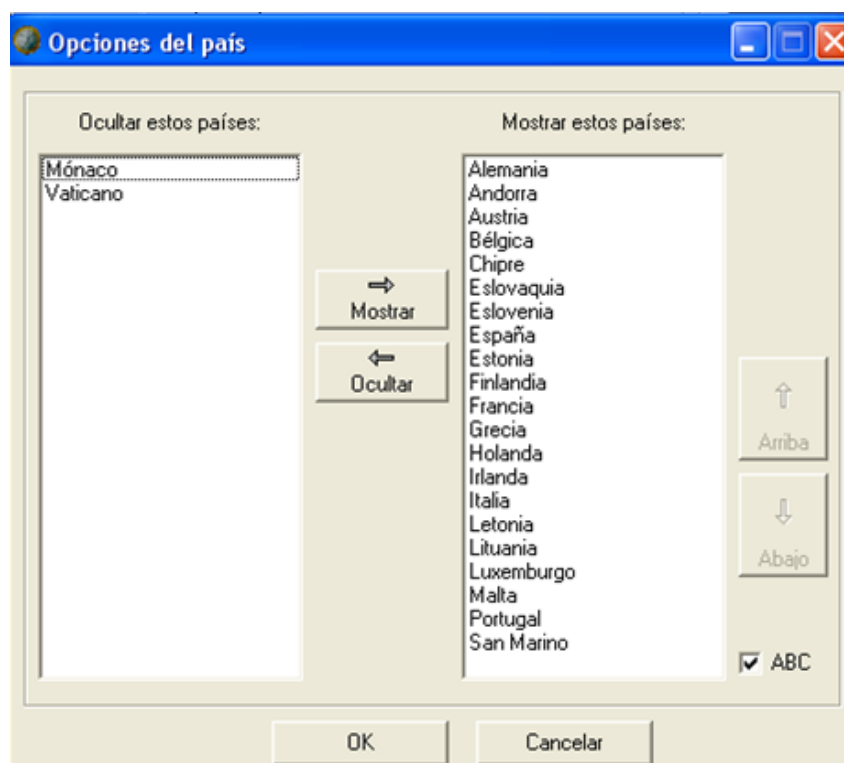 Opciones del país
Ocultar estos países:
Mónaco
Vaticano
Mostrar
Ocultar
Mostrar estos países:
Alemania
Andorra
Austria
Bélgica
Chipre
Eslovaquia
Eslovenia
España
Estonia
Finlandia
Francia
Grecia
Holanda
Irlanda
Italia
Letonia
Lituania
Luxemburgo
Malta
Portugal
San Marino
Arriba
Abajo
ABC
OK
Cancelar